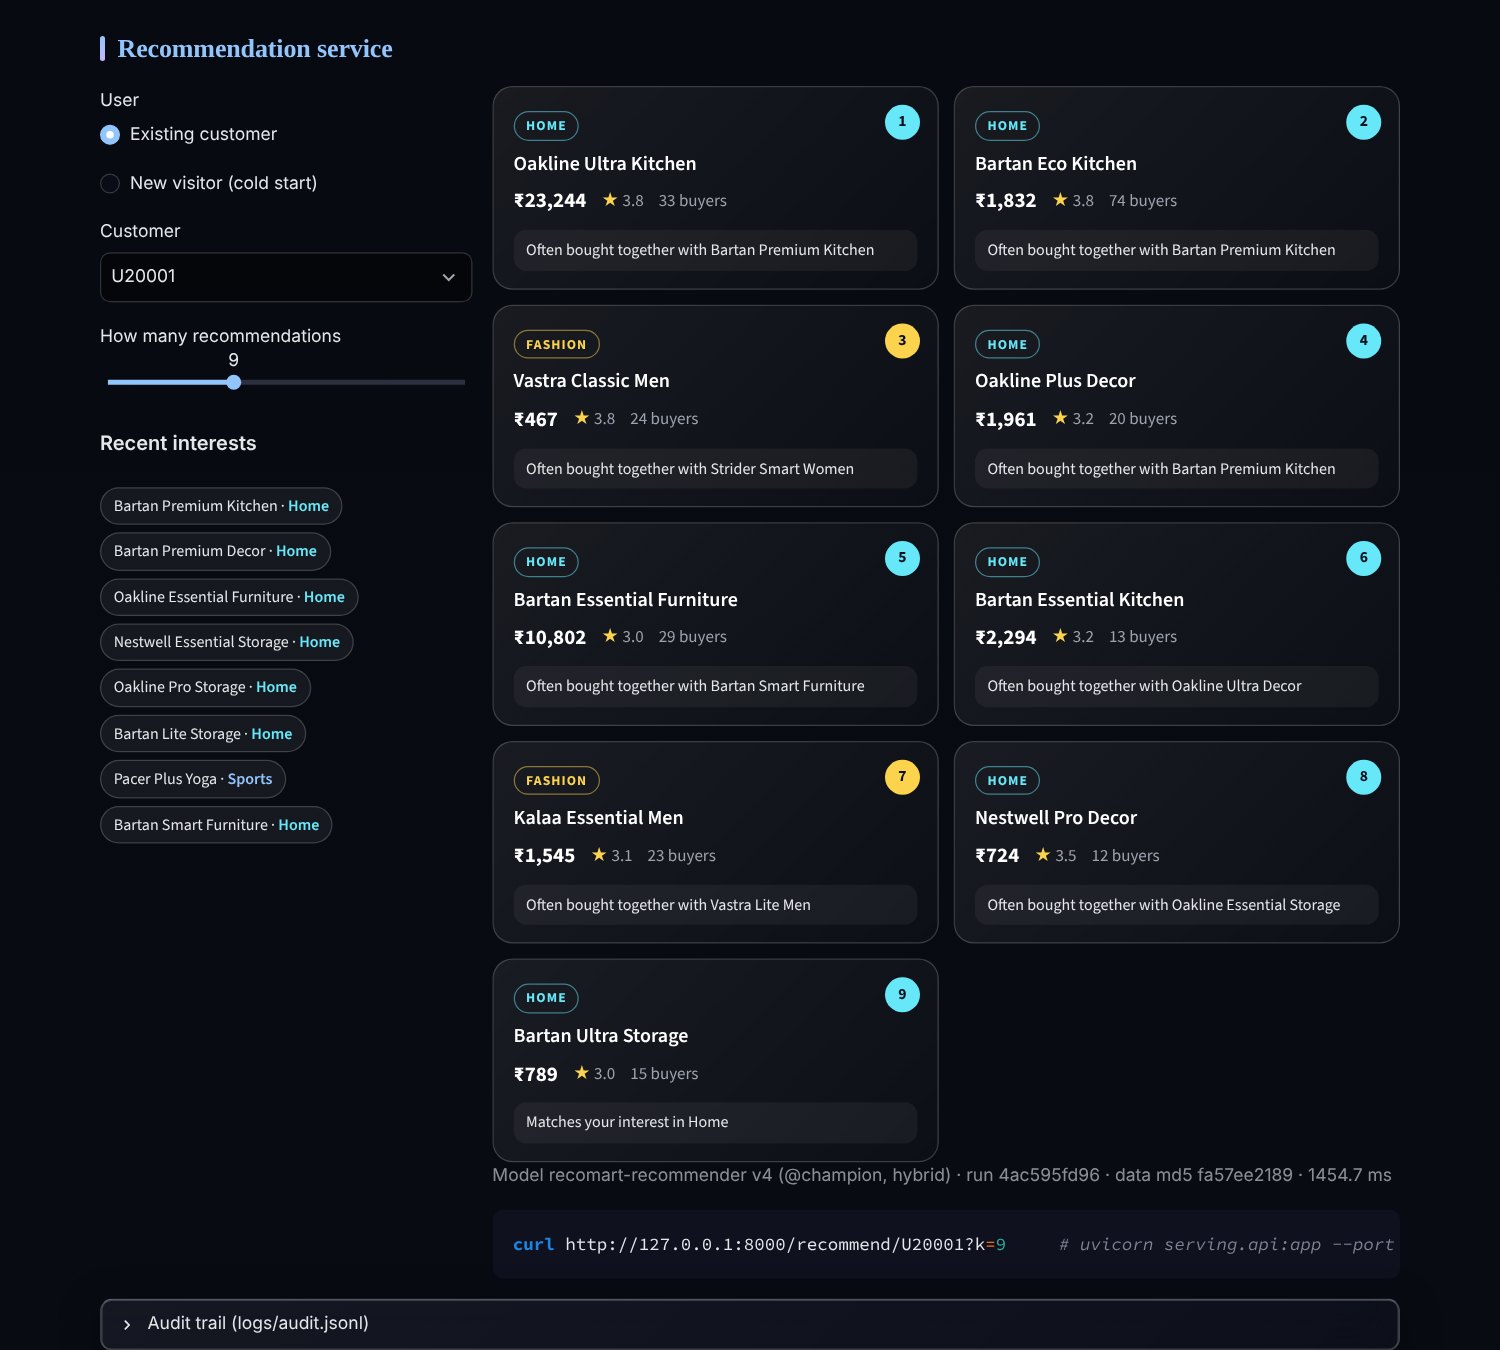 Recommendation service
User
Existing customer
New visitor (cold start)
Customer
U20001
How many recommendations
9
Recent interests
Bartan Premium Kitchen · Home
Bartan Premium Decor · Home
Oakline Essential Furniture · Home
Nestwell Essential Storage · Home
Oakline Pro Storage · Home
Bartan Lite Storage · Home
Pacer Plus Yoga · Sports
Bartan Smart Furniture · Home
HOME
1
Oakline Ultra Kitchen
₹23,244 ★ 3.8 33 buyers
Often bought together with Bartan Premium Kitchen
HOME
2
Bartan Eco Kitchen
₹1,832 ★ 3.8 74 buyers
Often bought together with Bartan Premium Kitchen
FASHION
3
Vastra Classic Men
₹467 ★ 3.8 24 buyers
Often bought together with Strider Smart Women
HOME
4
Oakline Plus Decor
₹1,961 ★ 3.2 20 buyers
Often bought together with Bartan Premium Kitchen
HOME
5
Bartan Essential Furniture
₹10,802 ★ 3.0 29 buyers
Often bought together with Bartan Smart Furniture
HOME
6
Bartan Essential Kitchen
₹2,294 ★ 3.2 13 buyers
Often bought together with Oakline Ultra Decor
FASHION
7
Kalaa Essential Men
₹1,545 ★ 3.1 23 buyers
Often bought together with Vastra Lite Men
HOME
8
Nestwell Pro Decor
₹724 ★ 3.5 12 buyers
Often bought together with Oakline Essential Storage
HOME
9
Bartan Ultra Storage
₹789 ★ 3.0 15 buyers
Matches your interest in Home
Model recomart-recommender v4 (@champion, hybrid) · run 4ac595fd96 · data md5 fa57ee2189 · 1454.7 ms
curl http://127.0.0.1:8000/recommend/U20001?k=9 # uvicorn serving.api:app --port
Audit trail (logs/audit.jsonl)